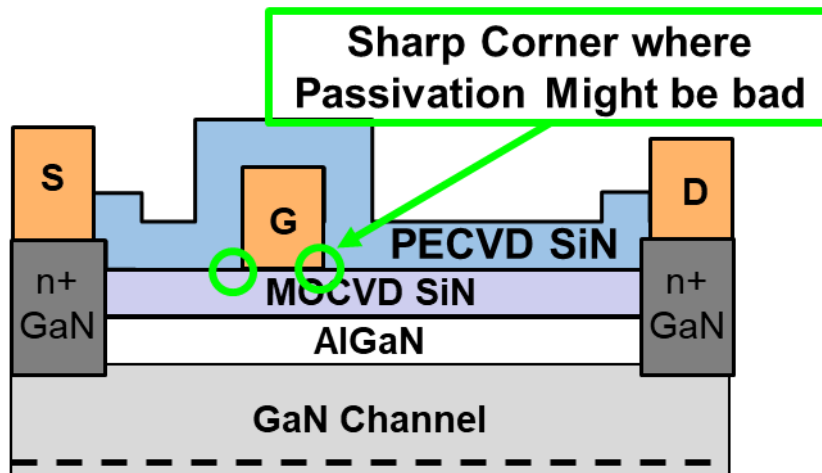 Sharp Corner where
Passivation Might be bad
S
G
D
PECVD SiN
n+
GaN
MOCVD SiN
n+
GaN
AlGaN
GaN Channel